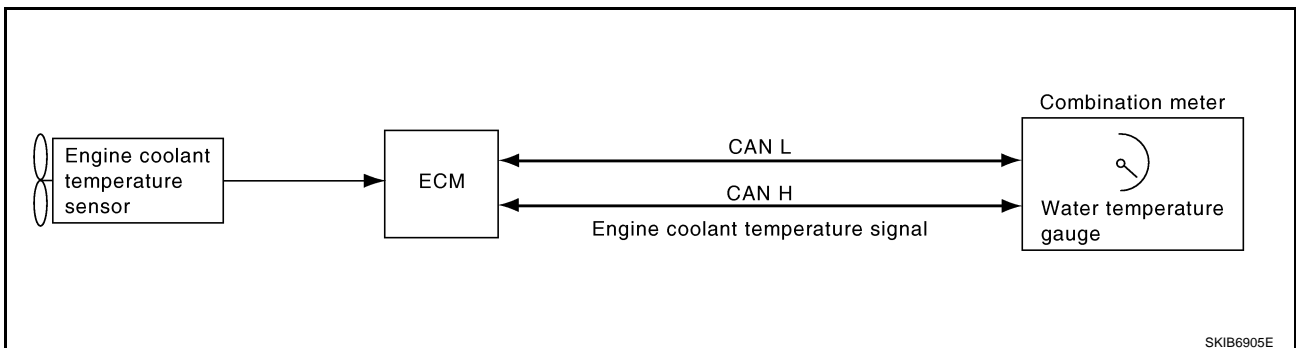 Combination meter
Engine coolant
temperature
sensor
ECM
CAN L
CAN H
Engine coolant temperature signal
Water temperature
gauge
SKIB6905E